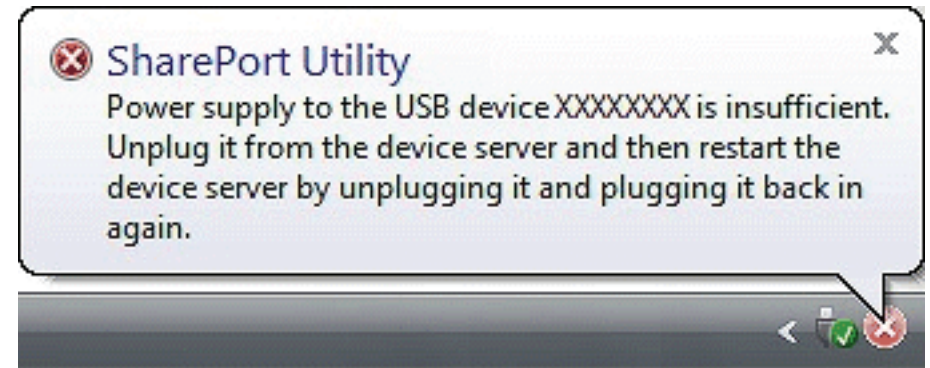 SharePort Utility
Power supply to the USB device XXXXXXXX is insufficient.
Unplug it from the device server and then restart the
device server by unplugging it and plugging it back in
again.